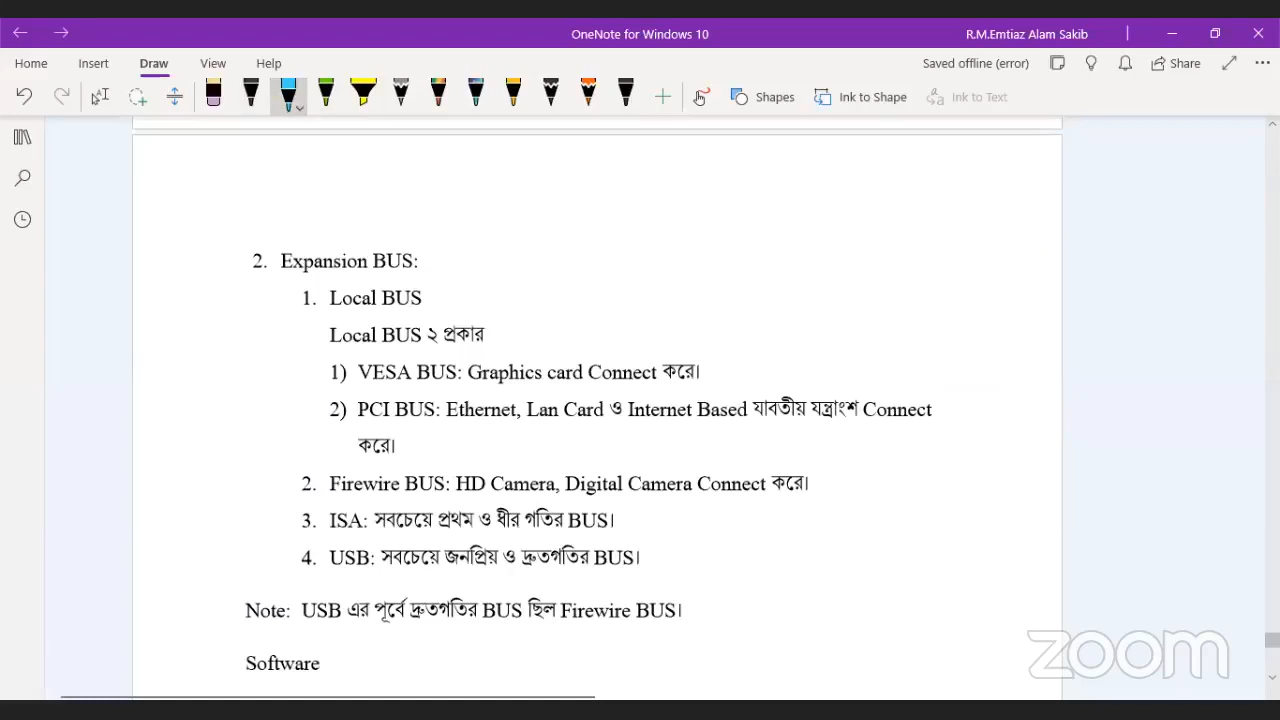 OneNote for Windows 10
R.M.Emtiaz Alam Sakib
Home Insert Draw View Help
Saved offline (error)
Share
Shapes
Ink to Shape
Ink to Text
2. Expansion BUS:
1. Local BUS
Local BUS ২ প্রকার
1) VESA BUS: Graphics card Connect করে।
2) PCI BUS: Ethernet, Lan Card ও Internet Based যাবতীয় যন্ত্রাংশ Connect
করে।
2. Firewire BUS: HD Camera, Digital Camera Connect করে।
3. ISA: সবচেয়ে প্রথম ও ধীর গতির BUS।
4. USB: সবচেয়ে জনপ্রিয় ও দ্রুতগতির BUS।
Note: USB এর পূর্বে দ্রুতগতির BUS ছিল Firewire BUS।
Software
zoom